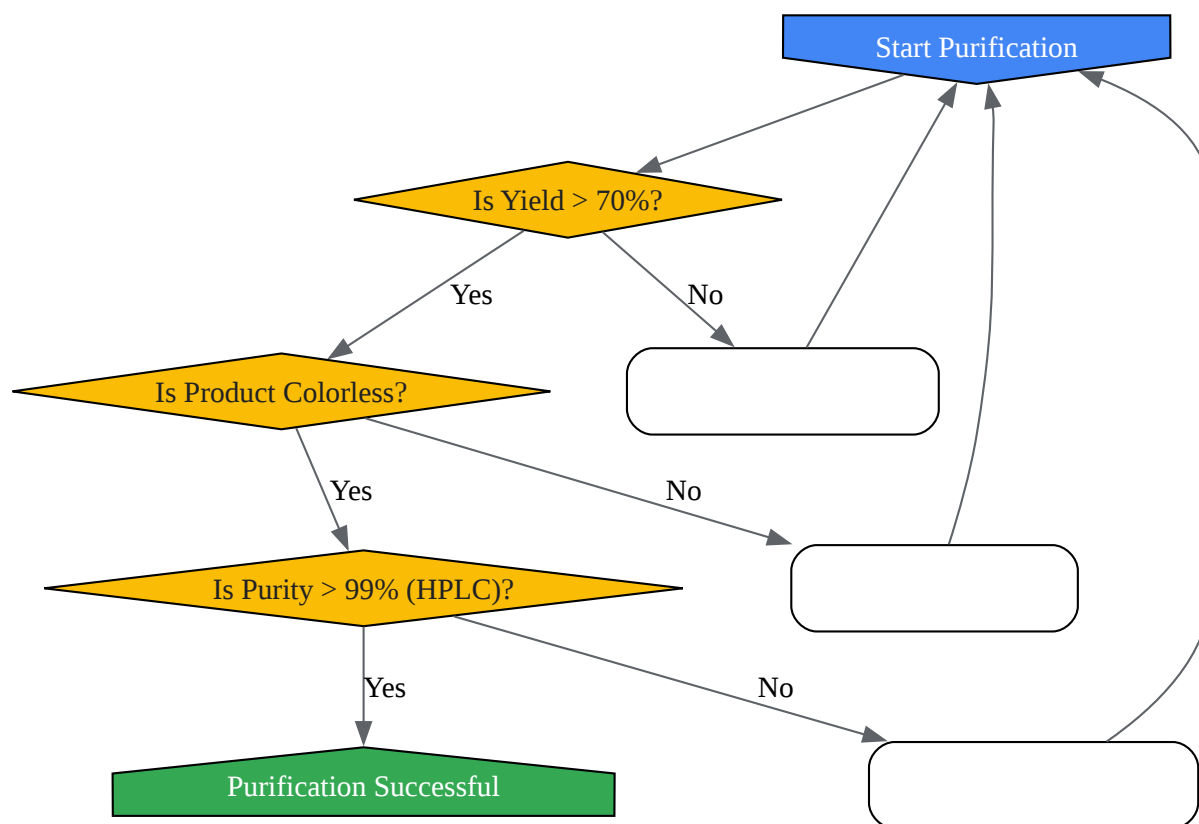 Start Purification
Is Yield > 70%?
Yes
No
Is Product Colorless?
Yes
No
Is Purity > 99% (HPLC)?
Yes
No
Purification Successful